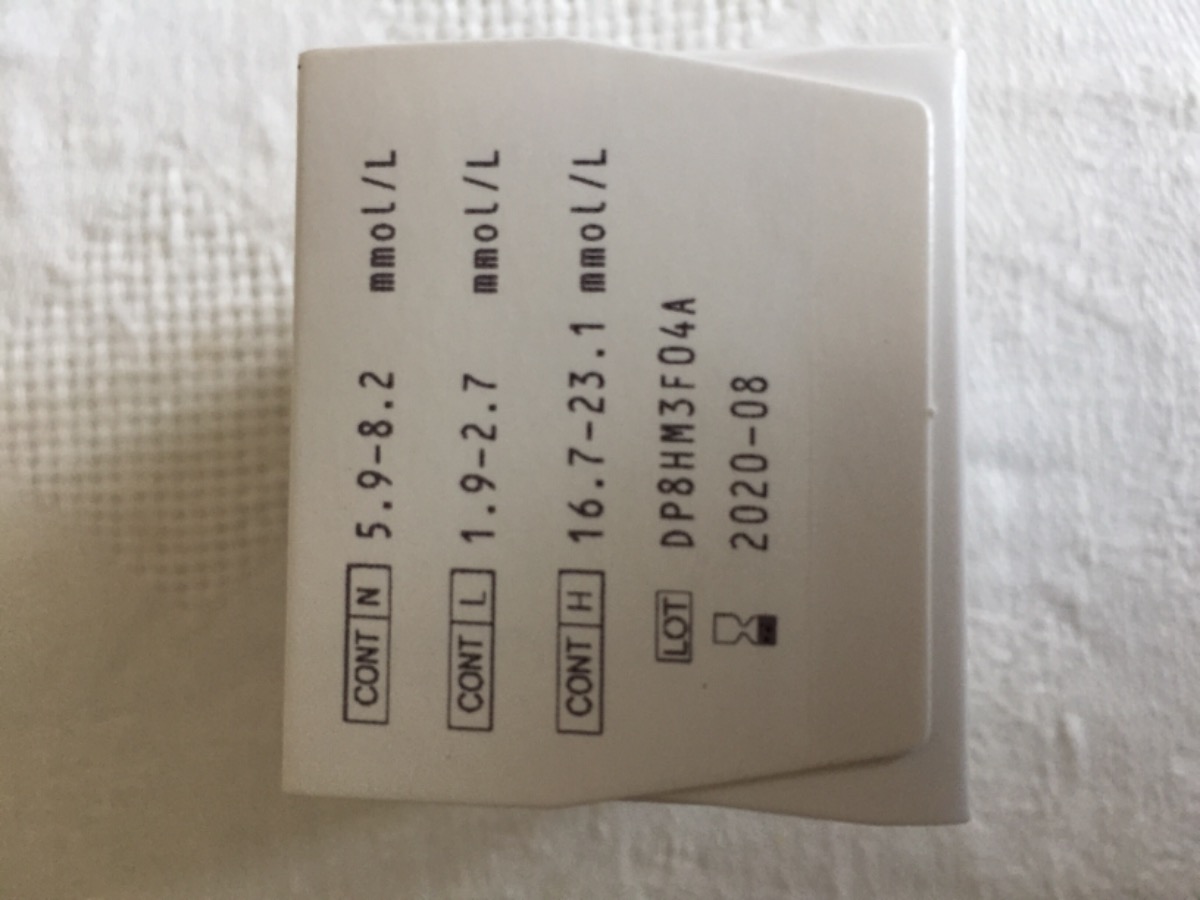 CONT N 5.9-8.2 mmol/L
CONT L 1.9-2.7 mmol/L
CONT H 16.7-23.1 mmol/L
LOT DP8HM3F04A
2020-08